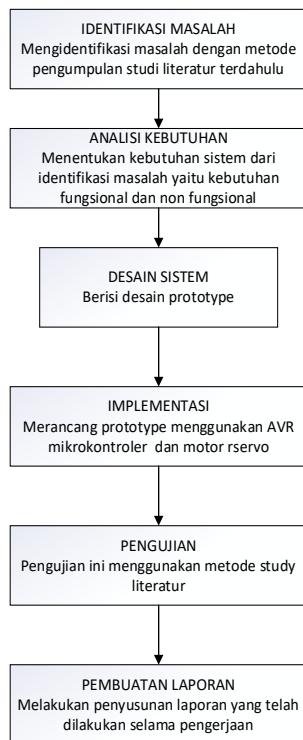 IDENTIFIKASI MASALAH
Mengidentifikasi masalah dengan metode
pengumpulan studi literatur terdahulu
ANALISI KEBUTUHAN
Menentukan kebutuhan sistem dari
identifikasi masalah yaitu kebutuhan
fungsional dan non fungsional
DESAIN SISTEM
Berisi desain prototype
IMPLEMENTASI
Merancang prototype menggunakan AVR
mikrokontroler dan motor rservo
PENGUJIAN
Pengujian ini menggunakan metode study
literatur
PEMBUATAN LAPORAN
Melakukan penyusunan laporan yang telah
dilakukan selama pengerjaan